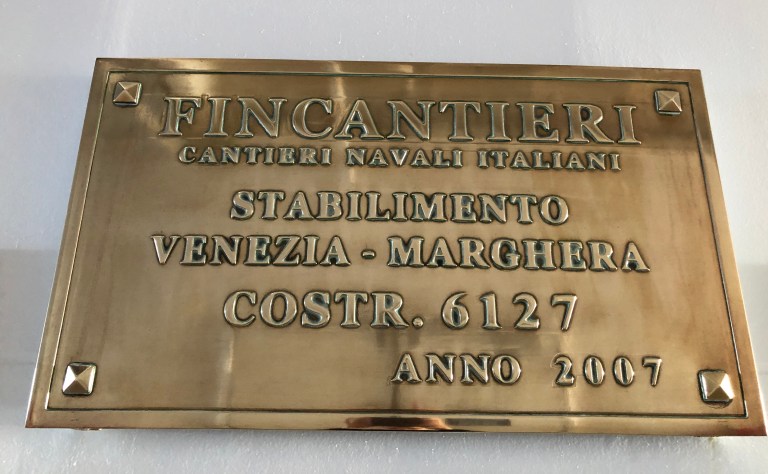 FINCANTIERI
CANTIERI NAVALI ITALIANI
STABILIMENTO
VENEZIA - MARGHERA
COSTR. 6127
ANNO 2007